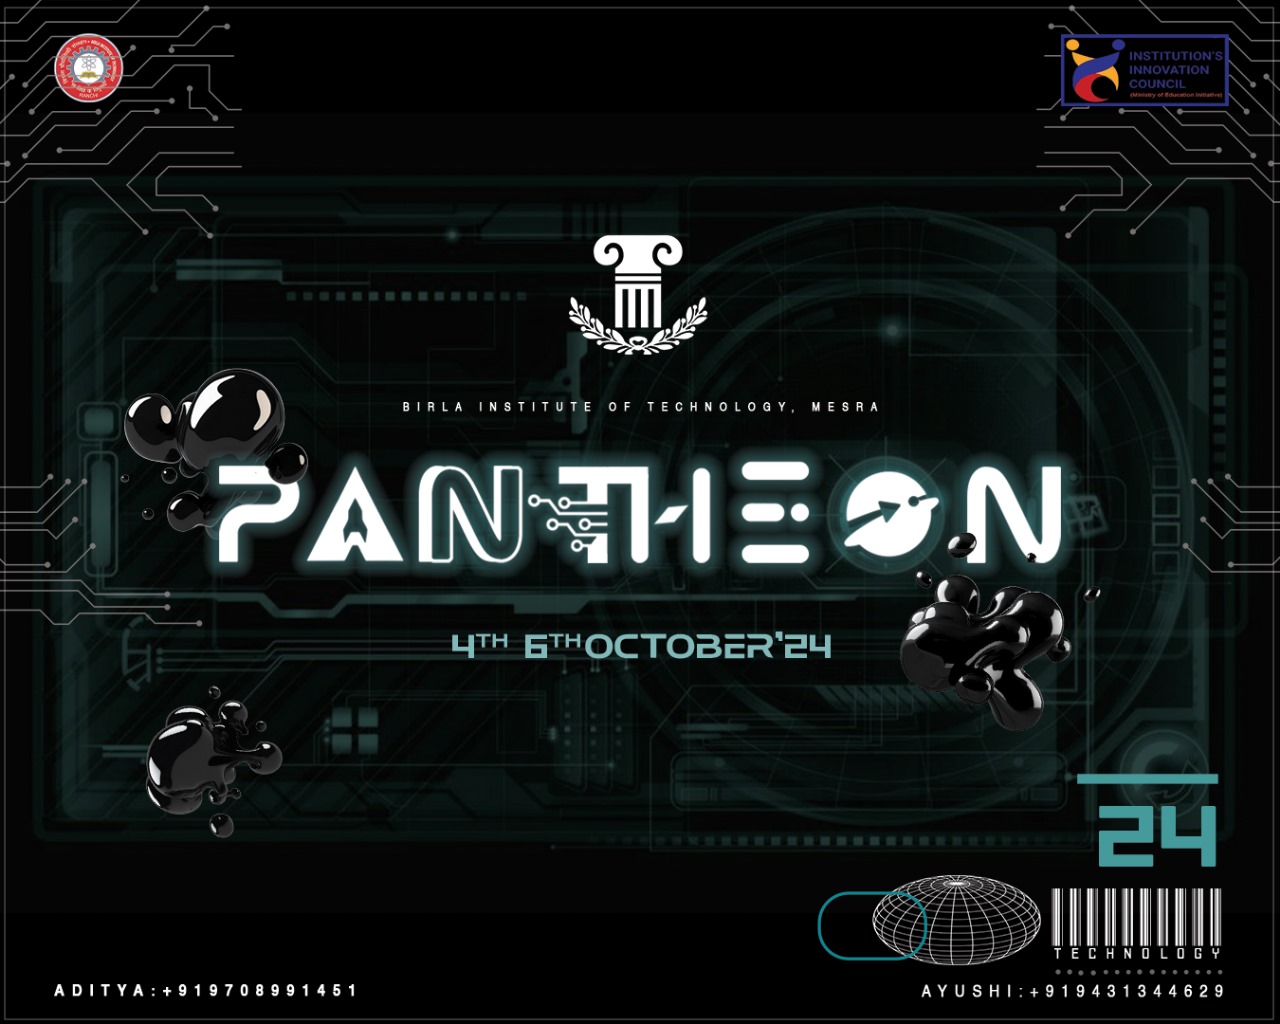 INSTITUTION'S
INNOVATION
COUNCIL
(Ministry of Education Initiative)
BIRLA INSTITUTE OF TECHNOLOGY, MESRA
PANTHEON
4TH 6TH OCTOBER'24
24
TECHNOLOGY
ADITYA:+919708991451
AYUSHI:+919431344629